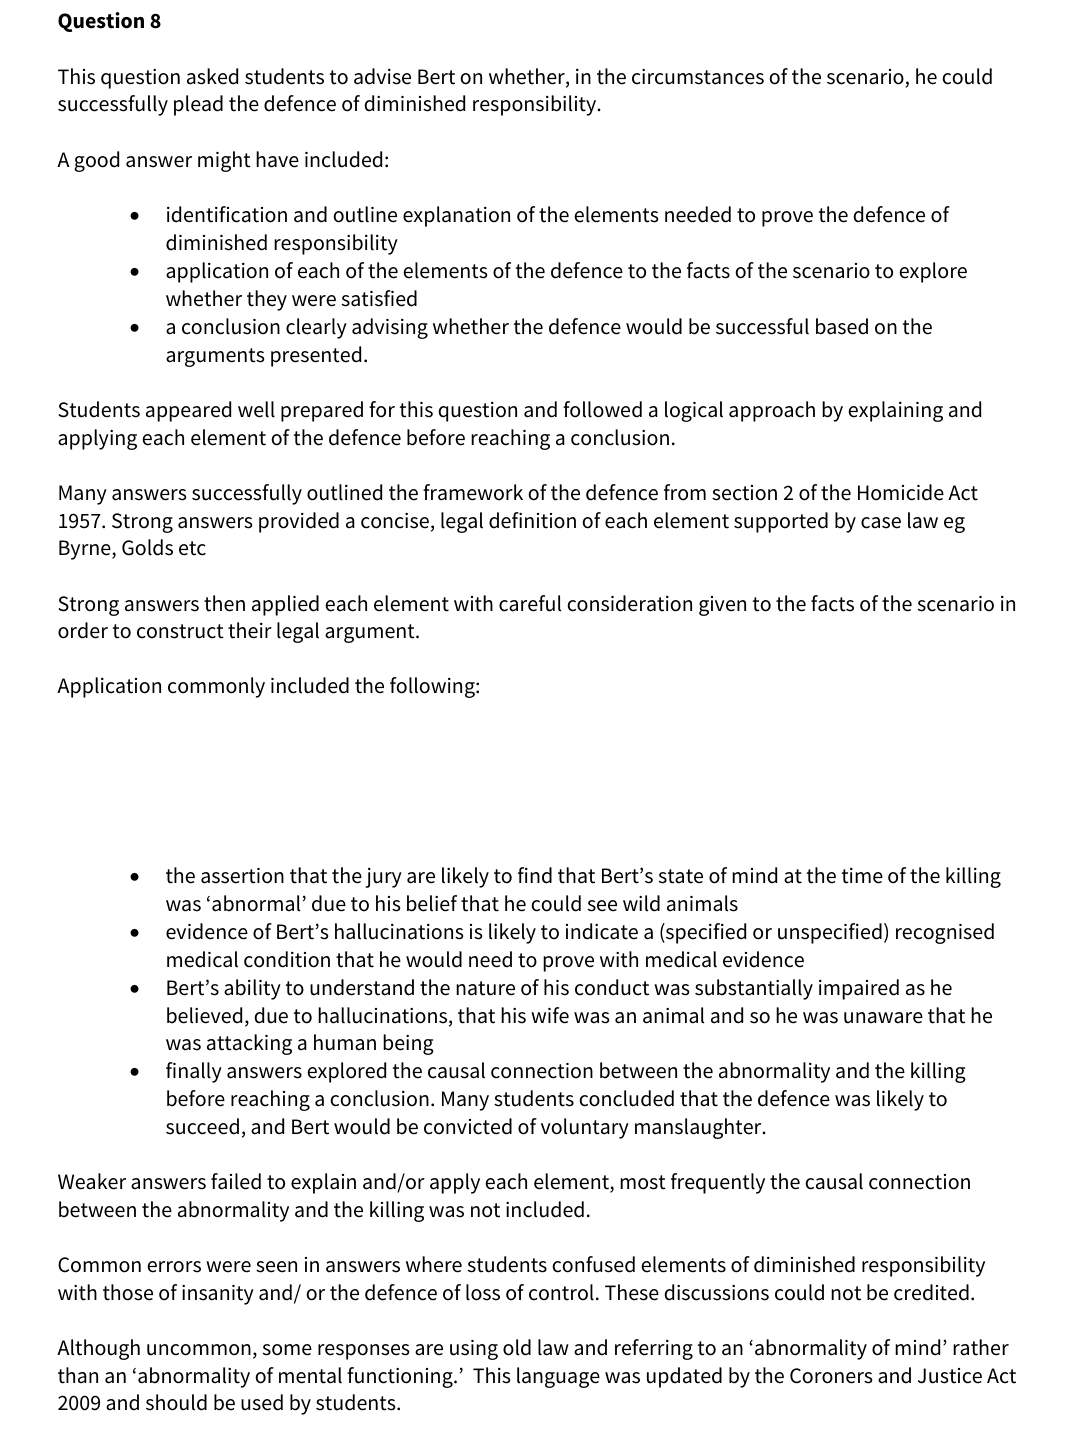 Question 8
This question asked students to advise Bert on whether, in the circumstances of the scenario, he could
successfully plead the defence of diminished responsibility.
A good answer might have included:
• identification and outline explanation of the elements needed to prove the defence of
diminished responsibility
• application of each of the elements of the defence to the facts of the scenario to explore
whether they were satisfied
• a conclusion clearly advising whether the defence would be successful based on the
arguments presented.
Students appeared well prepared for this question and followed a logical approach by explaining and
applying each element of the defence before reaching a conclusion.
Many answers successfully outlined the framework of the defence from section 2 of the Homicide Act
1957. Strong answers provided a concise, legal definition of each element supported by case law eg
Byrne, Golds etc
Strong answers then applied each element with careful consideration given to the facts of the scenario in
order to construct their legal argument.
Application commonly included the following:
• the assertion that the jury are likely to find that Bert’s state of mind at the time of the killing
was ‘abnormal’ due to his belief that he could see wild animals
• evidence of Bert’s hallucinations is likely to indicate a (specified or unspecified) recognised
medical condition that he would need to prove with medical evidence
• Bert’s ability to understand the nature of his conduct was substantially impaired as he
believed, due to hallucinations, that his wife was an animal and so he was unaware that he
was attacking a human being
• finally answers explored the causal connection between the abnormality and the killing
before reaching a conclusion. Many students concluded that the defence was likely to
succeed, and Bert would be convicted of voluntary manslaughter.
Weaker answers failed to explain and/or apply each element, most frequently the causal connection
between the abnormality and the killing was not included.
Common errors were seen in answers where students confused elements of diminished responsibility
with those of insanity and/ or the defence of loss of control. These discussions could not be credited.
Although uncommon, some responses are using old law and referring to an ‘abnormality of mind’ rather
than an ‘abnormality of mental functioning.’ This language was updated by the Coroners and Justice Act
2009 and should be used by students.